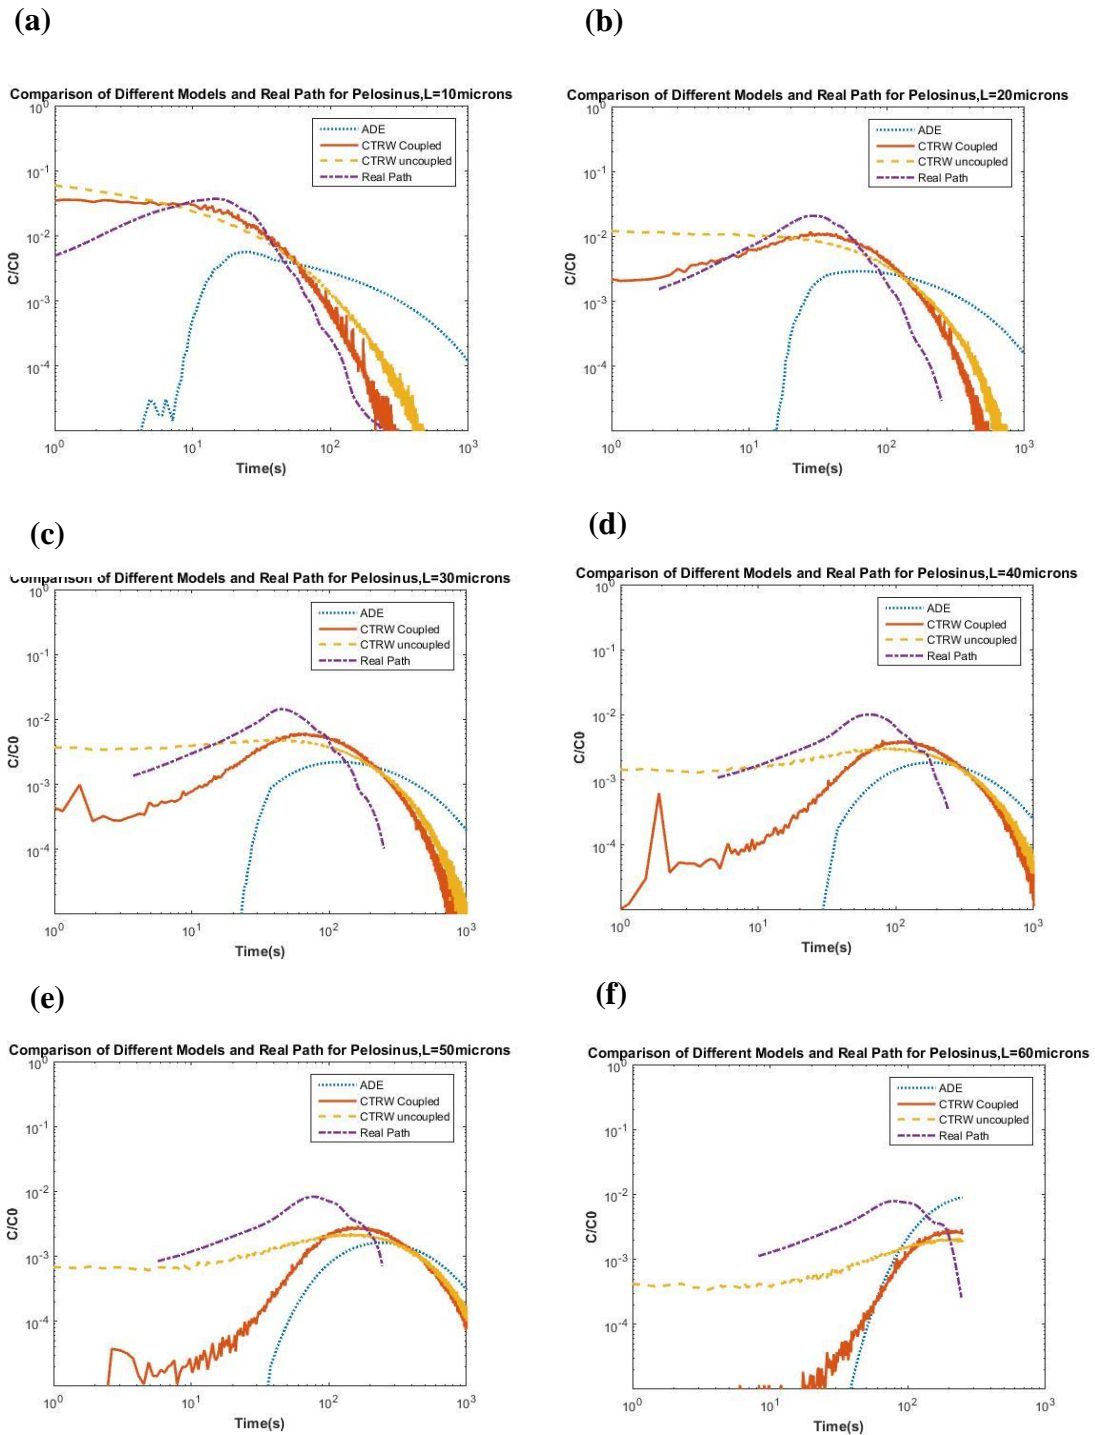 (a)
(b)
Comparison of Different Models and Real Path for Pelosinus,L=10microns
10^0
10^-1
10^-2
10^-3
10^-4
C/C0
ADE
CTRW Coupled
CTRW uncoupled
Real Path
10^0 10^1 10^2 10^3
Time(s)
Comparison of Different Models and Real Path for Pelosinus,L=20microns
10^0
10^-1
10^-2
10^-3
10^-4
C/C0
ADE
CTRW Coupled
CTRW uncoupled
Real Path
10^0 10^1 10^2 10^3
Time(s)
(c)
(d)
Comparison of Different Models and Real Path for Pelosinus,L=30microns
10^0
10^-1
10^-2
10^-3
10^-4
C/C0
ADE
CTRW Coupled
CTRW uncoupled
Real Path
10^0 10^1 10^2 10^3
Time(s)
Comparison of Different Models and Real Path for Pelosinus,L=40microns
10^0
10^-1
10^-2
10^-3
10^-4
C/C0
ADE
CTRW Coupled
CTRW uncoupled
Real Path
10^0 10^1 10^2 10^3
Time(s)
(e)
(f)
Comparison of Different Models and Real Path for Pelosinus,L=50microns
10^0
10^-1
10^-2
10^-3
10^-4
C/C0
ADE
CTRW Coupled
CTRW uncoupled
Real Path
10^0 10^1 10^2 10^3
Time(s)
Comparison of Different Models and Real Path for Pelosinus,L=60microns
10^0
10^-1
10^-2
10^-3
10^-4
C/C0
ADE
CTRW Coupled
CTRW uncoupled
Real Path
10^0 10^1 10^2 10^3
Time(s)